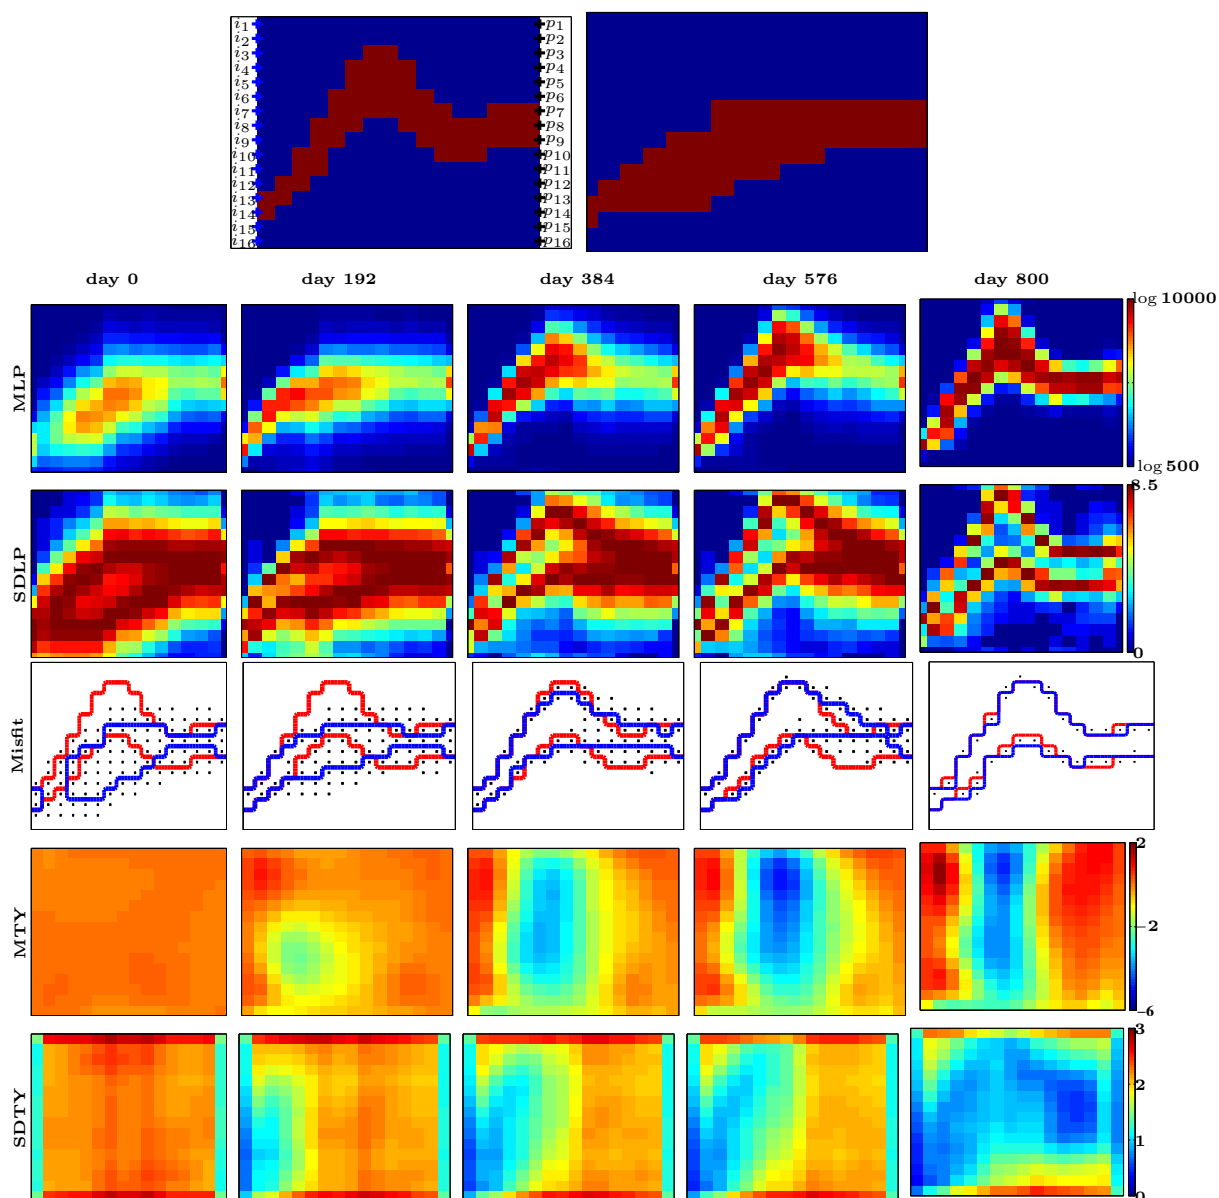 i1 p1
i2 p2
i3 p3
i4 p4
i5 p5
i6 p6
i7 p7
i8 p8
i9 p9
i10 p10
i11 p11
i12 p12
i13 p13
i14 p14
i15 p15
i16 p16
day 0 day 192 day 384 day 576 day 800
MLP
log 10000
log 500
SDLP
8.5
0
Misfit
MTY
2
−2
−6
SDTY
3
2
1
0